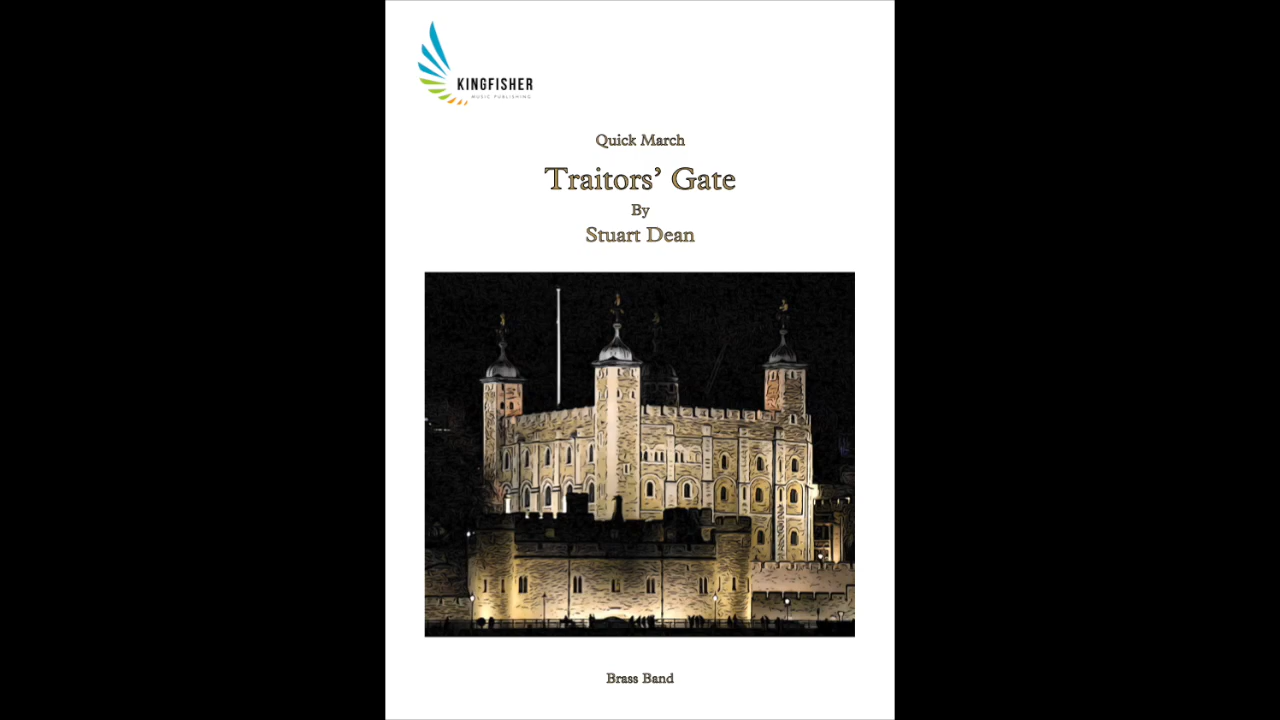 KINGFISHER
MUSIC PUBLISHING
Quick March
Traitors’ Gate
By
Stuart Dean
Brass Band